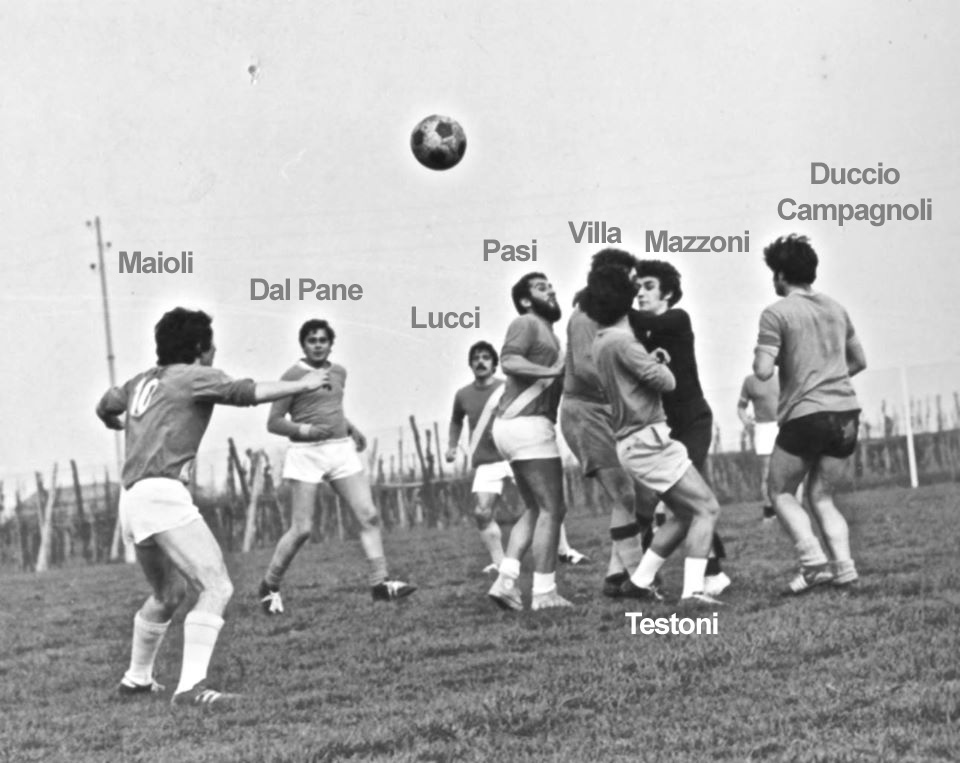 Duccio
Campagnoli
Villa
Mazzoni
Pasi
Maioli
Dal Pane
Lucci
10
Testoni